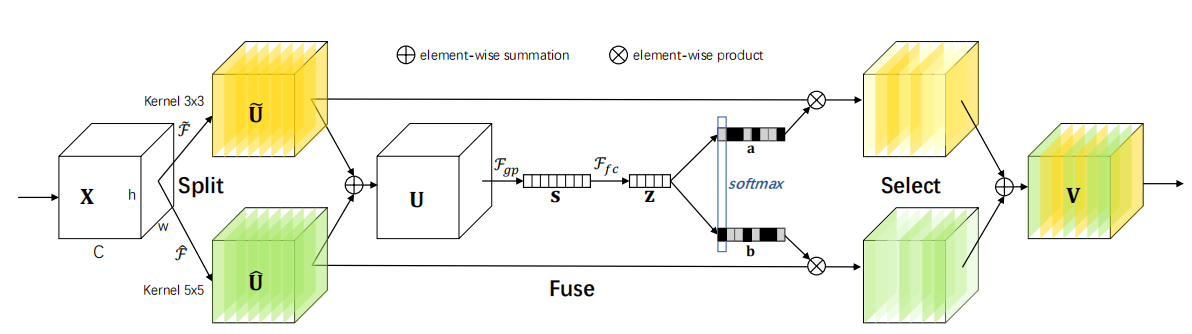 ⊕ element-wise summation
⊗ element-wise product
Kernel 3x3
Ũ
F̃
X
h
w
C
Split
F̂
Kernel 5x5
Û
U
F_gp
s
F_fc
z
a
softmax
b
Fuse
Select
V